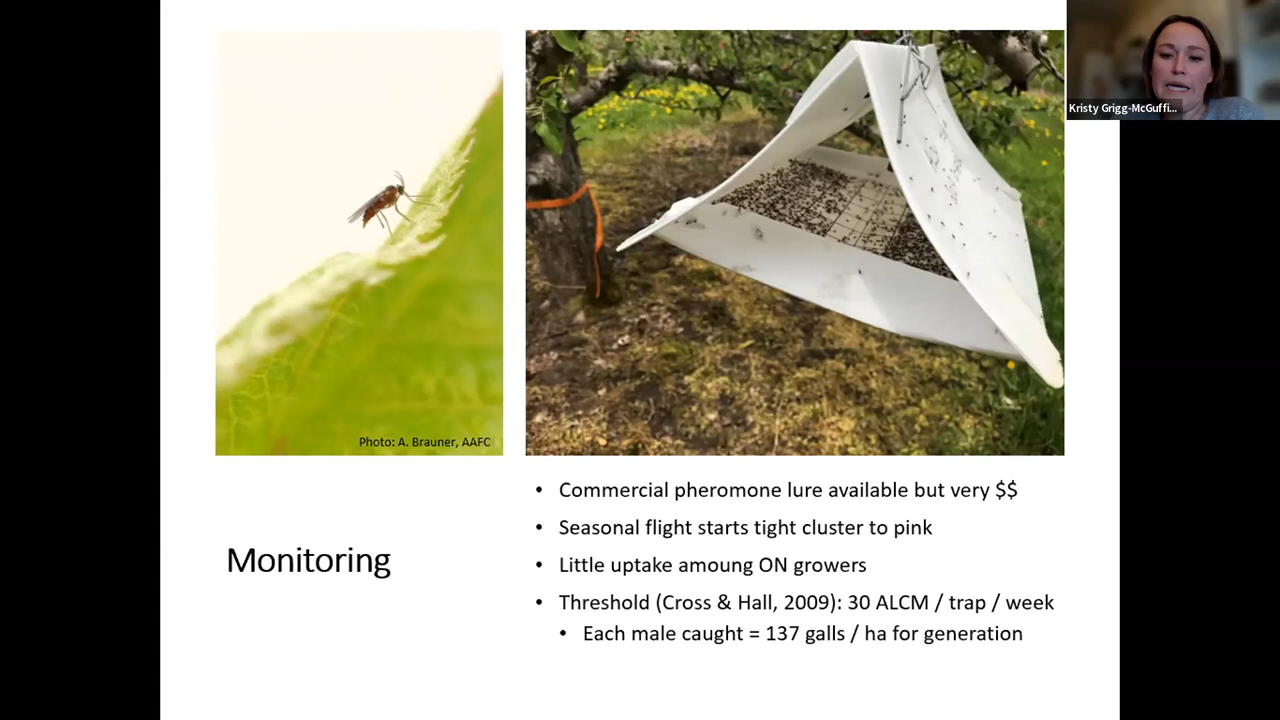 Kristy Grigg-McGuffi...
Photo: A. Brauner, AAFC
Monitoring
• Commercial pheromone lure available but very $$
• Seasonal flight starts tight cluster to pink
• Little uptake amoung ON growers
• Threshold (Cross & Hall, 2009): 30 ALCM / trap / week
• Each male caught = 137 galls / ha for generation